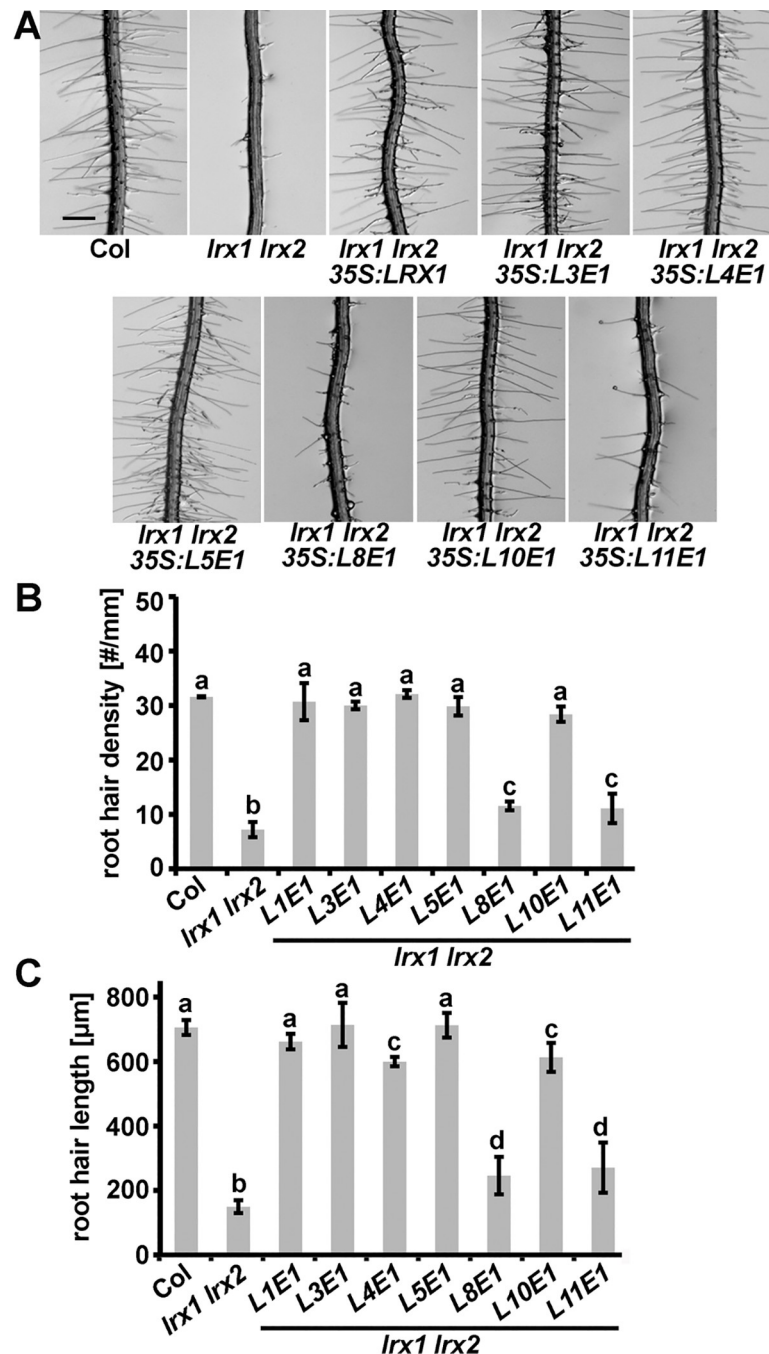 A
Col
lrx1 lrx2
lrx1 lrx2
35S:LRX1
lrx1 lrx2
35S:L3E1
lrx1 lrx2
35S:L4E1
lrx1 lrx2
35S:L5E1
lrx1 lrx2
35S:L8E1
lrx1 lrx2
35S:L10E1
lrx1 lrx2
35S:L11E1
B
root hair density [#/mm]
50
40
30
20
10
0
a
b
a
a
a
a
c
a
c
Col
lrx1 lrx2
L1E1
L3E1
L4E1
L5E1
L8E1
L10E1
L11E1
lrx1 lrx2
C
root hair length [µm]
800
600
400
200
0
a
b
a
a
c
a
d
c
d
Col
lrx1 lrx2
L1E1
L3E1
L4E1
L5E1
L8E1
L10E1
L11E1
lrx1 lrx2